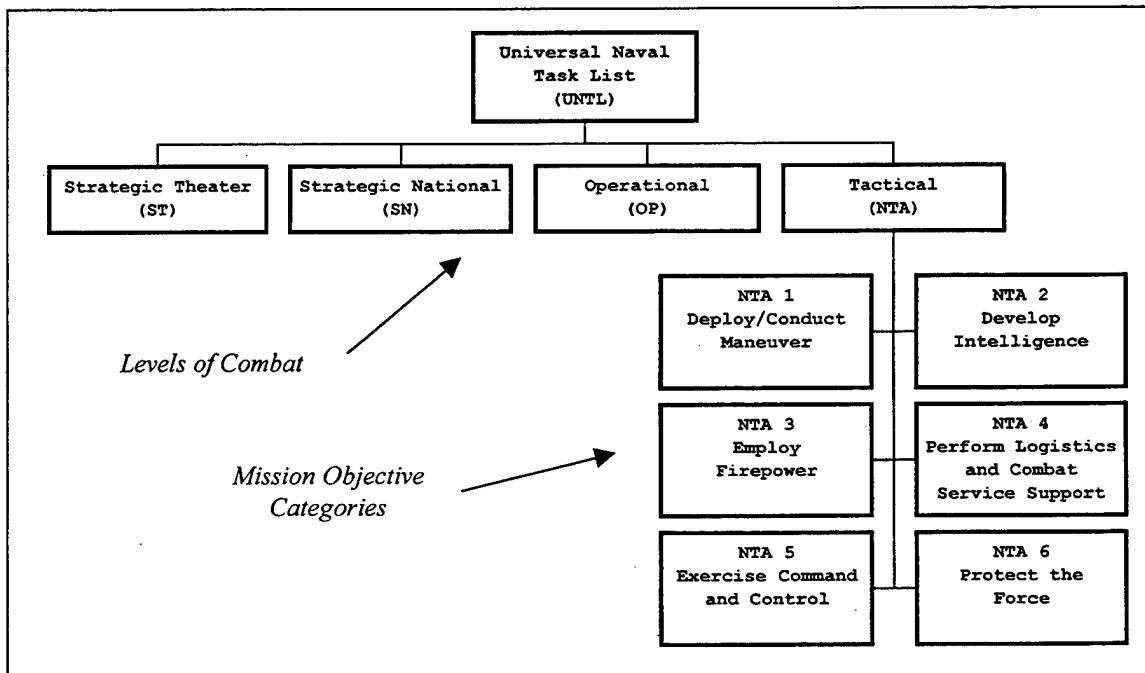 Universal Naval
Task List
(UNTL)
Strategic Theater
(ST)
Strategic National
(SN)
Operational
(OP)
Tactical
(NTA)
Levels of Combat
NTA 1
Deploy/Conduct
Maneuver
NTA 2
Develop
Intelligence
Mission Objective
Categories
NTA 3
Employ
Firepower
NTA 4
Perform Logistics
and Combat
Service Support
NTA 5
Exercise Command
and Control
NTA 6
Protect the
Force